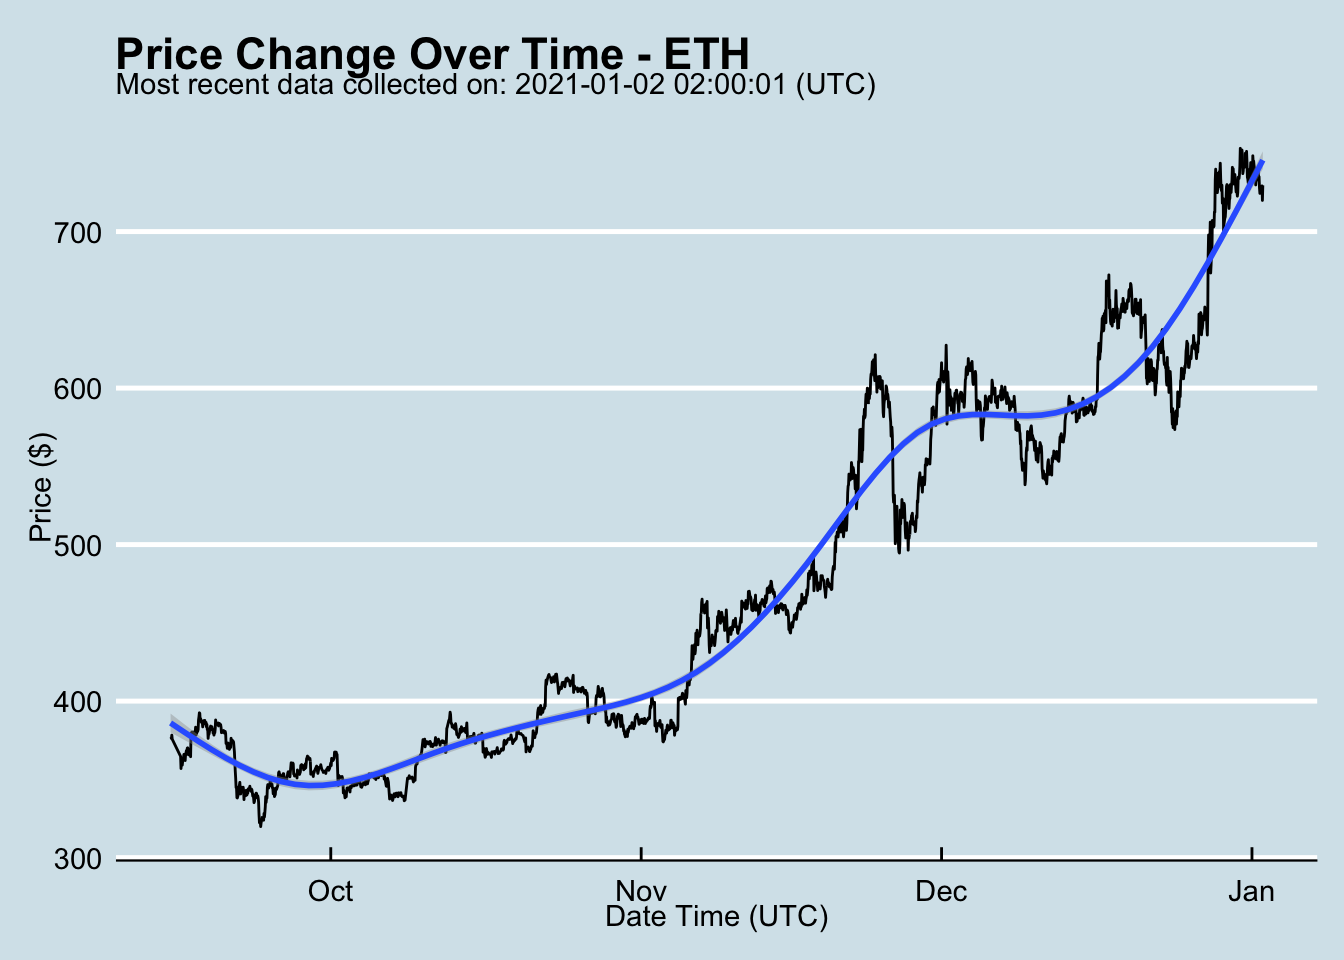 Price Change Over Time - ETH
Most recent data collected on: 2021-01-02 02:00:01 (UTC)
Price ($)
700
600
500
400
300
Oct
Nov
Dec
Jan
Date Time (UTC)